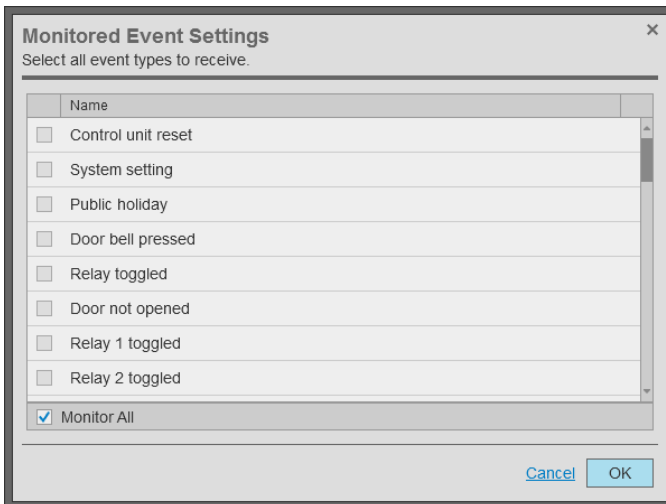 Monitored Event Settings
Select all event types to receive.
Name
Control unit reset
System setting
Public holiday
Door bell pressed
Relay toggled
Door not opened
Relay 1 toggled
Relay 2 toggled
Monitor All
Cancel OK